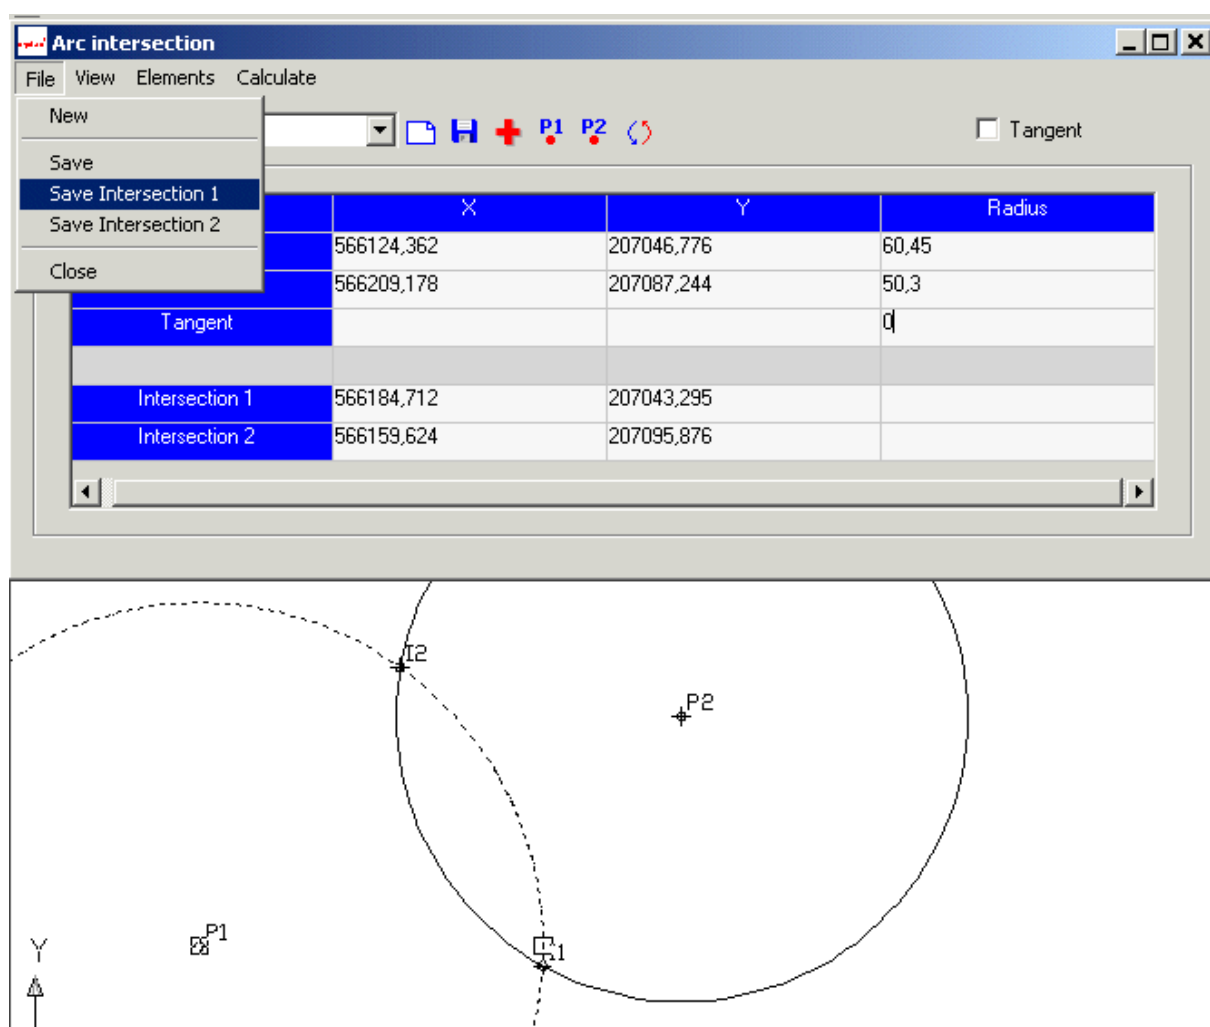 Arc intersection
File View Elements Calculate
New
P1 P2 Tangent
Save
Save Intersection 1
Save Intersection 2
Close
X Y Radius
566124,362 207046,776 60,45
566209,178 207087,244 50,3
Tangent 0
Intersection 1 566184,712 207043,295
Intersection 2 566159,624 207095,876
I2
P2
P1
1
Y